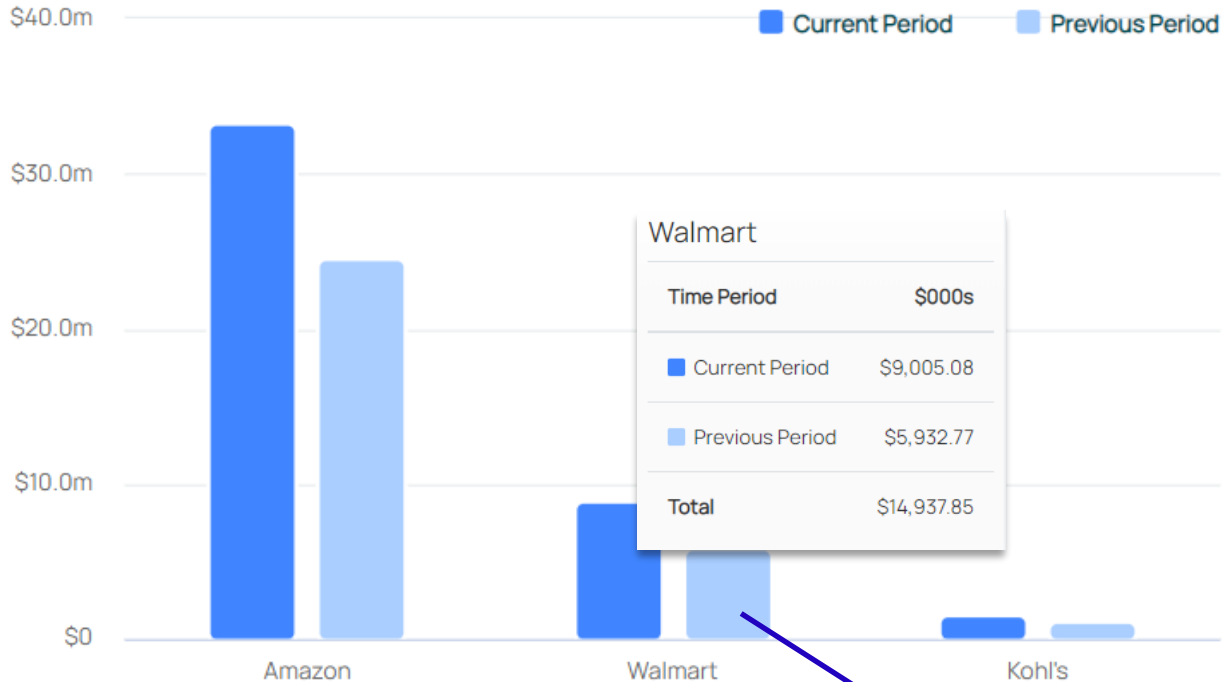 $40.0m
Current Period Previous Period
$30.0m
Walmart
Time Period $000s
$20.0m
Current Period $9,005.08
Previous Period $5,932.77
$10.0m
Total $14,937.85
$0
Amazon Walmart Kohl's